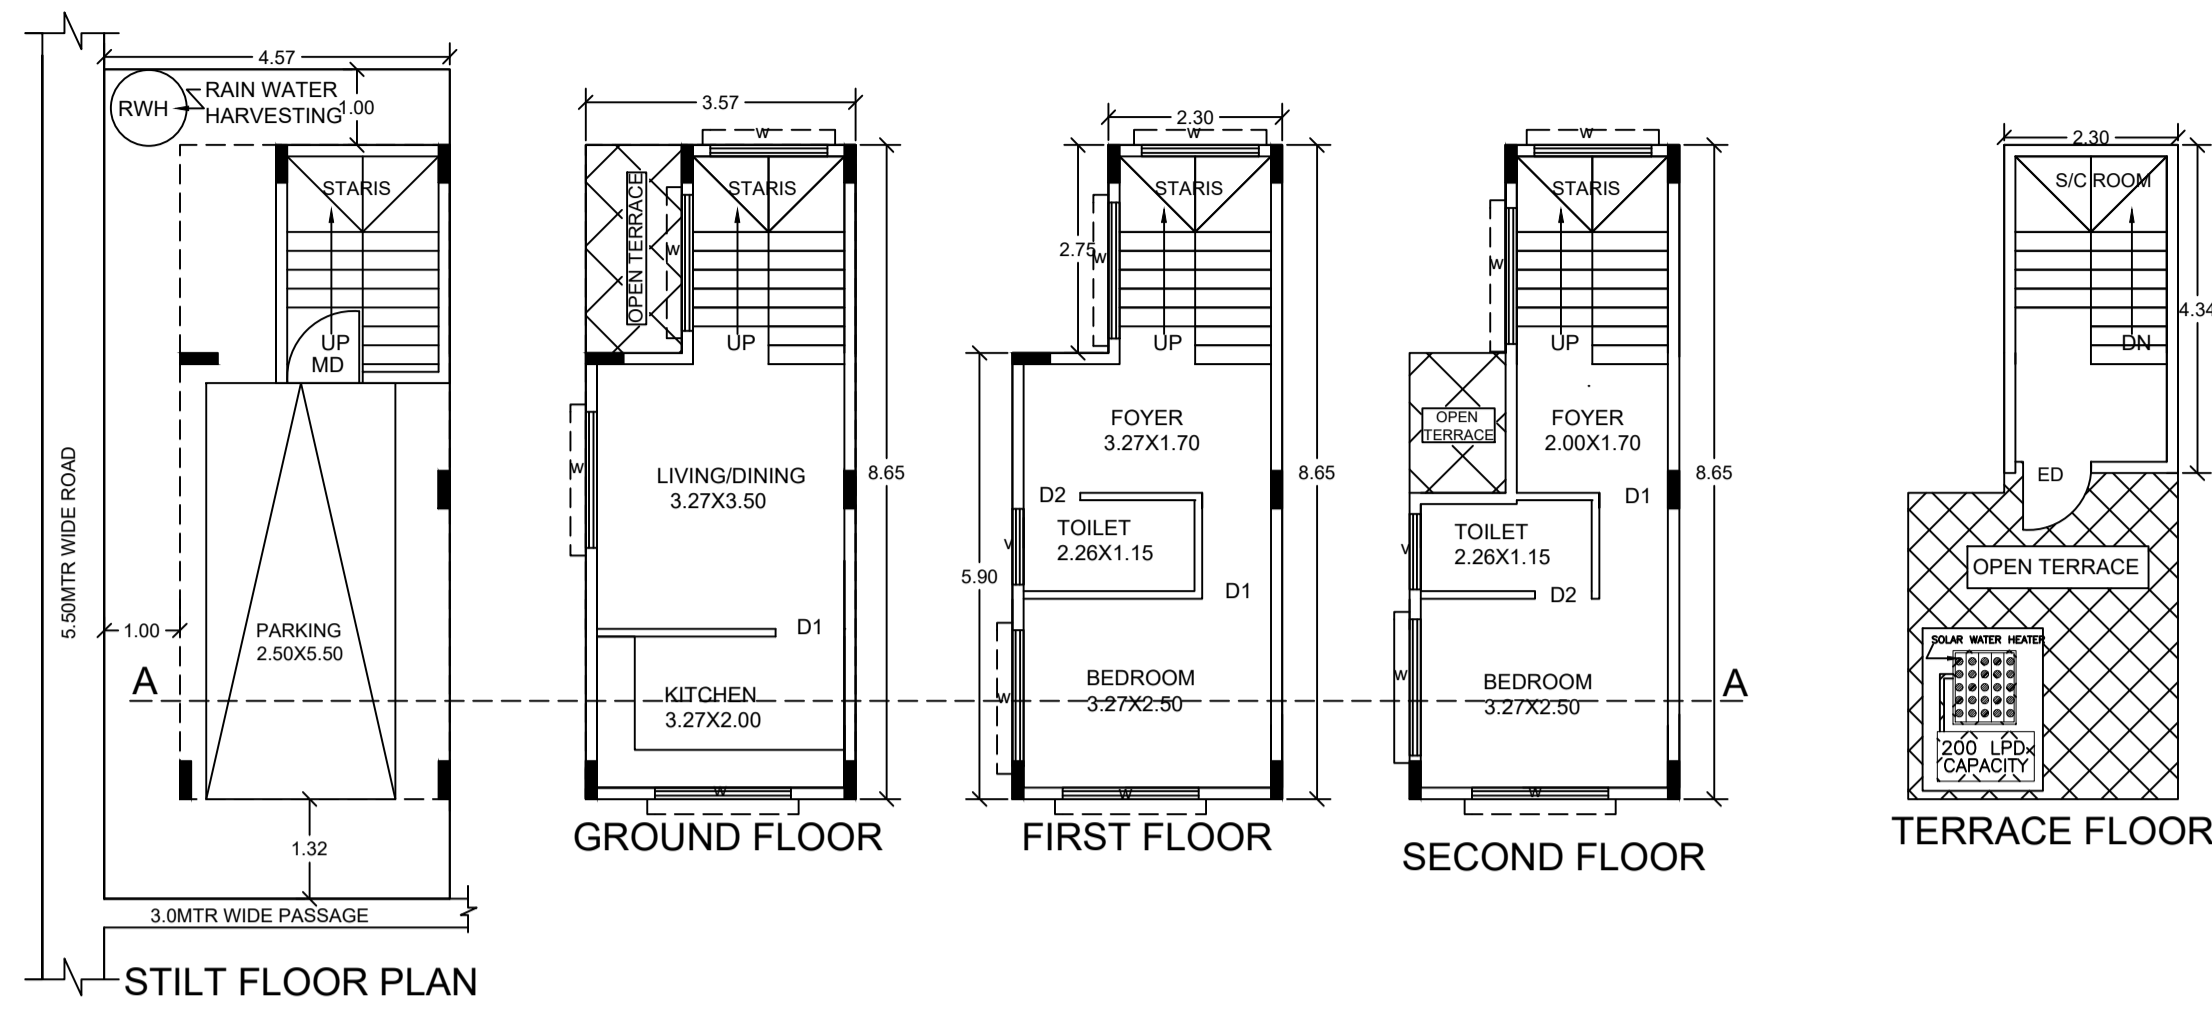 4.57
RWH
RAIN WATER
HARVESTING
1.00
STARIS
UP
MD
5.50MTR WIDE ROAD
1.00
PARKING
2.50X5.50
A
1.32
3.0MTR WIDE PASSAGE
STILT FLOOR PLAN
3.57
W
OPEN TERRACE
W
STARIS
UP
8.65
W
LIVING/DINING
3.27X3.50
D1
KITCHEN
3.27X2.00
W
GROUND FLOOR
2.30
W
STARIS
2.75
W
UP
FOYER
3.27X1.70
8.65
D2
TOILET
2.26X1.15
V
5.90
D1
BEDROOM
3.27X2.50
W
W
FIRST FLOOR
W
STARIS
W
UP
OPEN
TERRACE
FOYER
2.00X1.70
8.65
D1
TOILET
2.26X1.15
V
D2
BEDROOM
3.27X2.50
W
A
W
SECOND FLOOR
2.30
S/C ROOM
4.34
DN
ED
OPEN TERRACE
SOLAR WATER HEATER
200 LPD
CAPACITY
TERRACE FLOOR